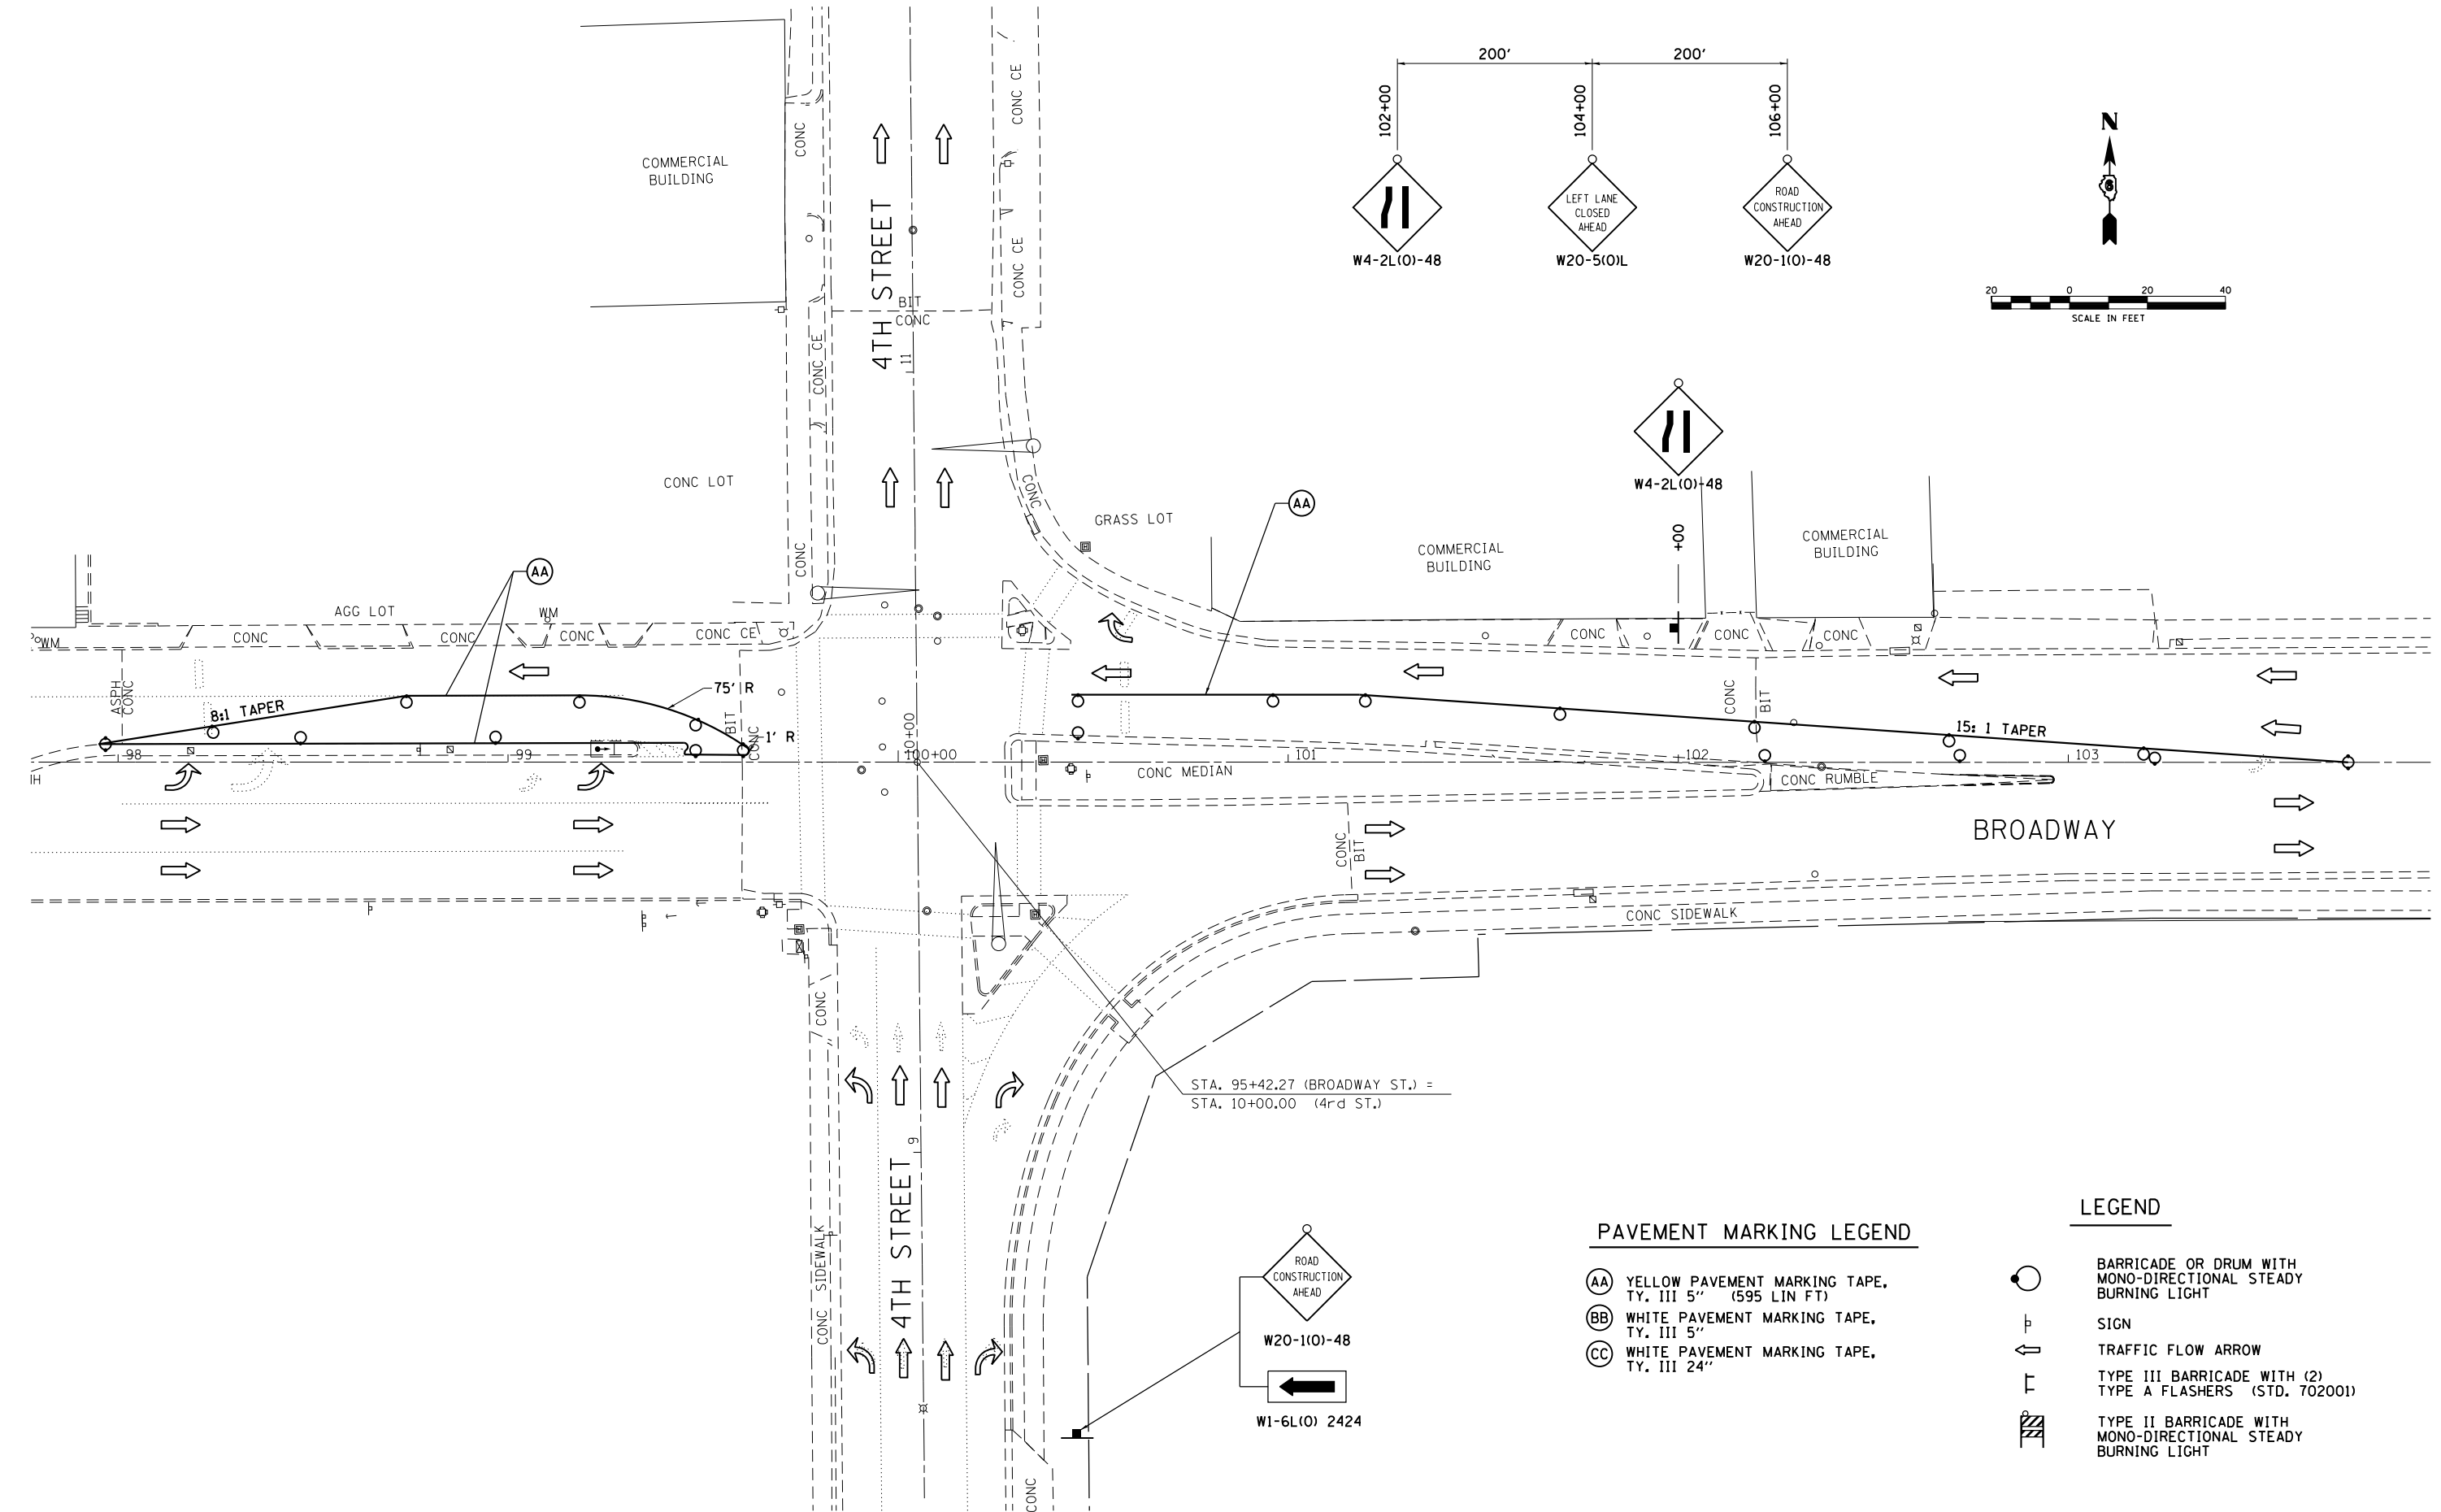 200'
200'
102+00
104+00
106+00
LEFT LANE
CLOSED
AHEAD
ROAD
CONSTRUCTION
AHEAD
W4-2L(O)-48
W20-5(O)L
W20-1(O)-48
N
6
20 0 20 40
SCALE IN FEET
CONC CE
CONC
COMMERCIAL
BUILDING
4TH STREET
CONC CE
BIT
CONC
CONC CE
11
W4-2L(O)-48
CONC LOT
CONC
CONC
GRASS LOT
AA
+00
COMMERCIAL
BUILDING
COMMERCIAL
BUILDING
AA
AGG LOT
WM
WM
CONC
CONC
CONC
CONC CE
CONC
CONC
CONC
ASPH
CONC
8:1 TAPER
75' R
BIT
CONC
1' R
10+00
100+00
98
99
101
102
103
CONC
BIT
15: 1 TAPER
CONC MEDIAN
CONC RUMBLE
IH
CONC
BIT
BROADWAY
CONC SIDEWALK
CONC
STA. 95+42.27 (BROADWAY ST.) =
STA. 10+00.00 (4rd ST.)
9
4TH STREET
CONC SIDEWALK
CONC
ROAD
CONSTRUCTION
AHEAD
W20-1(O)-48
W1-6L(O) 2424
PAVEMENT MARKING LEGEND
AA YELLOW PAVEMENT MARKING TAPE,
TY. III 5" (595 LIN FT)
BB WHITE PAVEMENT MARKING TAPE,
TY. III 5"
CC WHITE PAVEMENT MARKING TAPE,
TY. III 24"
LEGEND
BARRICADE OR DRUM WITH
MONO-DIRECTIONAL STEADY
BURNING LIGHT
SIGN
TRAFFIC FLOW ARROW
TYPE III BARRICADE WITH (2)
TYPE A FLASHERS (STD. 702001)
TYPE II BARRICADE WITH
MONO-DIRECTIONAL STEADY
BURNING LIGHT